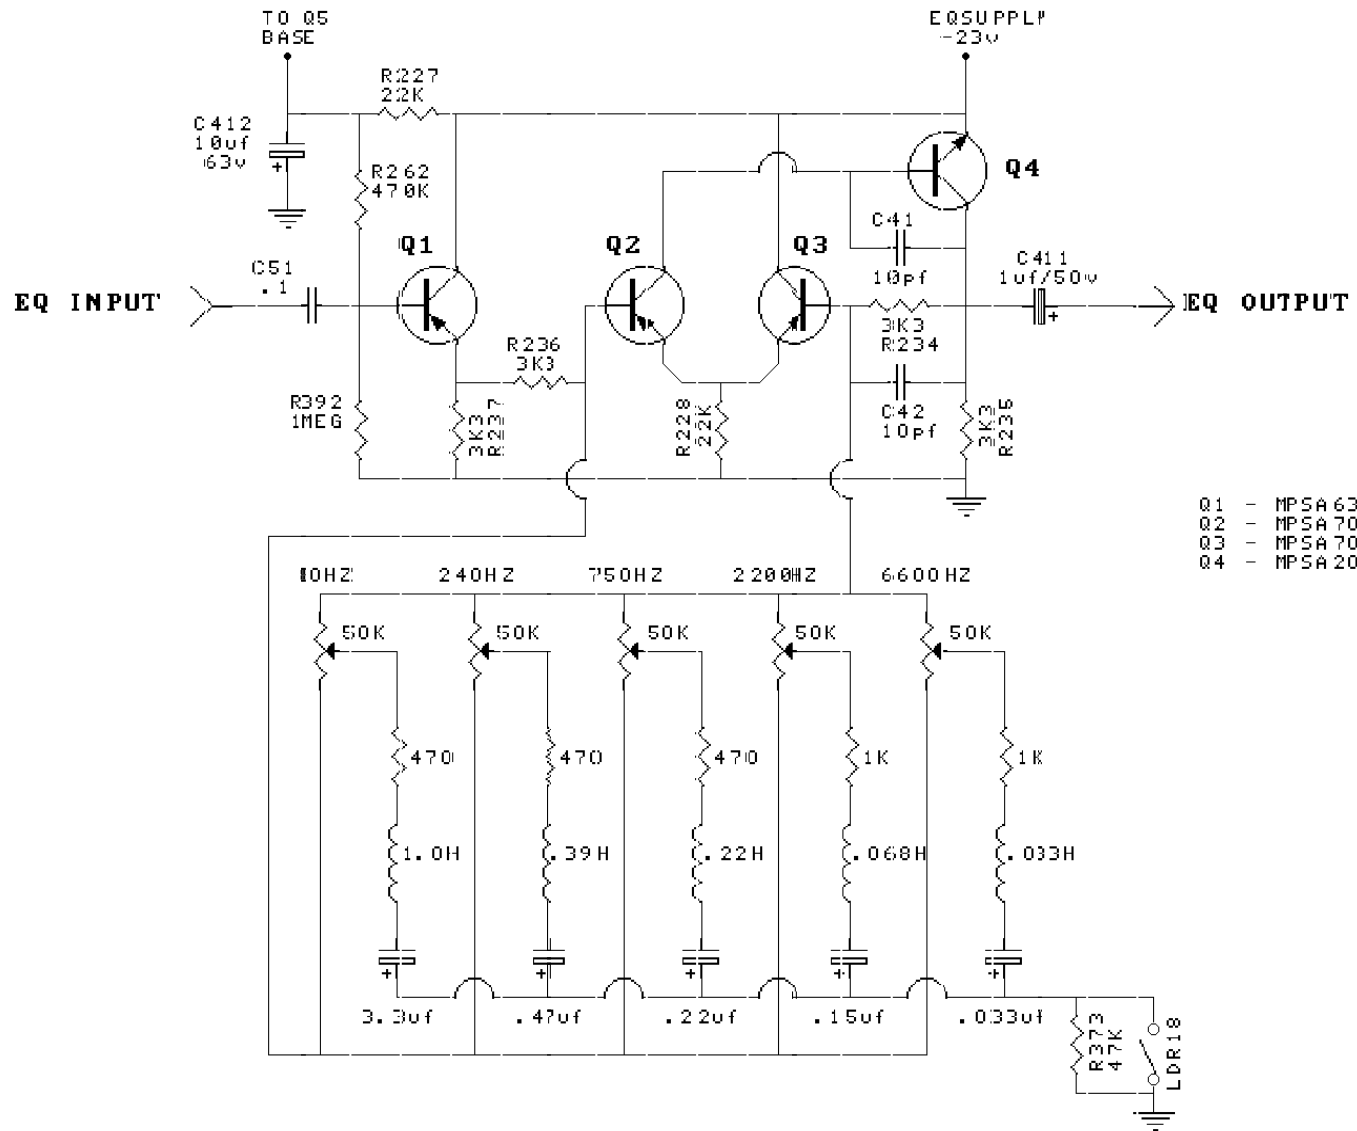 TO Q5
BASE
EQSUPPLY
-23v
R227
22K
C412
10uf
63v
R262
470K
Q4
C41
10pf
Q1
Q2
Q3
C51
.1
C411
1uf/50v
EQ INPUT
EQ OUTPUT
R236
3K3
3K3
R234
R392
1MEG
3K3
R237
R228
22K
C42
10pf
3K3
R235
Q1 - MPSA63
Q2 - MPSA70
Q3 - MPSA70
Q4 - MPSA20
240HZ
750HZ
2200HZ
6600HZ
50K
50K
50K
50K
50K
470
470
470
1K
1K
1.0H
.39H
.22H
.068H
.033H
3.3uf
.47uf
.22uf
.15uf
.033uf
R373
47K
LDR18